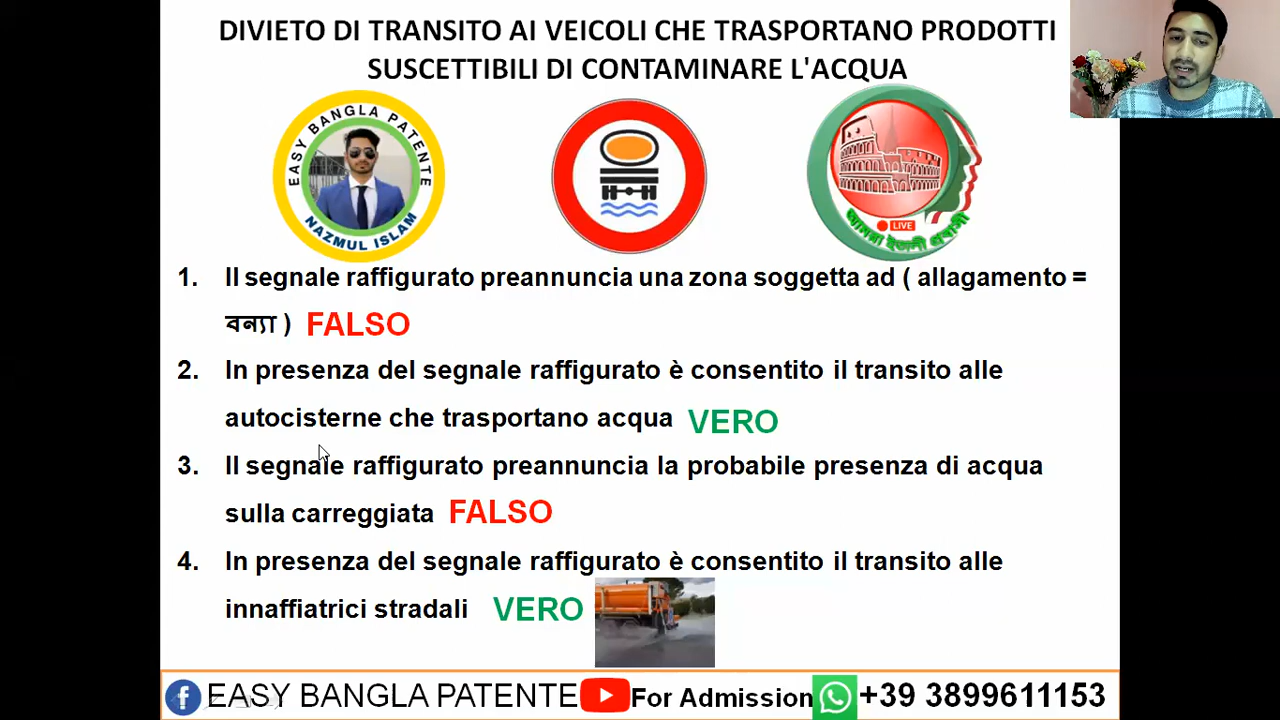 DIVIETO DI TRANSITO AI VEICOLI CHE TRASPORTANO PRODOTTI
SUSCETTIBILI DI CONTAMINARE L'ACQUA
EASY BANGLA PATENTE
NAZMUL ISLAM
LIVE
আমরা ইতালী প্রবাসী
1. Il segnale raffigurato preannuncia una zona soggetta ad ( allagamento =
বন্যা ) FALSO
2. In presenza del segnale raffigurato è consentito il transito alle
autocisterne che trasportano acqua VERO
3. Il segnale raffigurato preannuncia la probabile presenza di acqua
sulla carreggiata FALSO
4. In presenza del segnale raffigurato è consentito il transito alle
innaffiatrici stradali VERO
EASY BANGLA PATENTE For Admission +39 3899611153